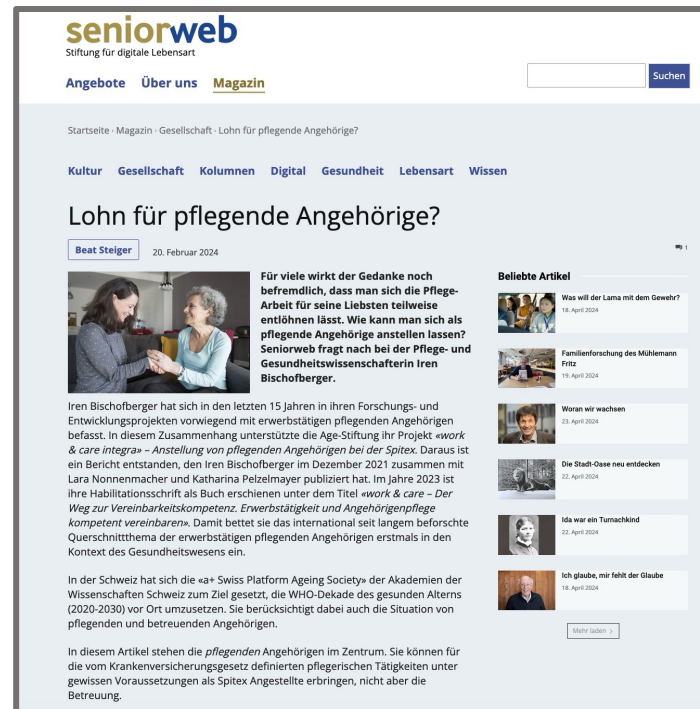 seniorweb
Stiftung für digitale Lebensart
Angebote Über uns Magazin
Suchen
Startseite · Magazin · Gesellschaft · Lohn für pflegende Angehörige?
Kultur Gesellschaft Kolumnen Digital Gesundheit Lebensart Wissen
Lohn für pflegende Angehörige?
Beat Steiger 20. Februar 2024
1
Für viele wirkt der Gedanke noch
befremdlich, dass man sich die Pflege-
Arbeit für seine Liebsten teilweise
entlöhnen lässt. Wie kann man sich als
pflegende Angehörige anstellen lassen?
Seniorweb fragt nach bei der Pflege- und
Gesundheitswissenschafterin Iren
Bischofberger.
Iren Bischofberger hat sich in den letzten 15 Jahren in ihren Forschungs- und
Entwicklungsprojekten vorwiegend mit erwerbstätigen pflegenden Angehörigen
befasst. In diesem Zusammenhang unterstützte die Age-Stiftung ihr Projekt «work
& care integra» – Anstellung von pflegenden Angehörigen bei der Spitex. Daraus ist
ein Bericht entstanden, den Iren Bischofberger im Dezember 2021 zusammen mit
Lara Nonnenmacher und Katharina Pelzelmayer publiziert hat. Im Jahre 2023 ist
ihre Habilitationsschrift als Buch erschienen unter dem Titel «work & care – Der
Weg zur Vereinbarkeitskompetenz. Erwerbstätigkeit und Angehörigenpflege
kompetent vereinbaren». Damit bettet sie das international seit langem beforschte
Querschnittthema der erwerbstätigen pflegenden Angehörigen erstmals in den
Kontext des Gesundheitswesens ein.
In der Schweiz hat sich die «a+ Swiss Platform Ageing Society» der Akademien der
Wissenschaften Schweiz zum Ziel gesetzt, die WHO-Dekade des gesunden Alterns
(2020-2030) vor Ort umzusetzen. Sie berücksichtigt dabei auch die Situation von
pflegenden und betreuenden Angehörigen.
In diesem Artikel stehen die pflegenden Angehörigen im Zentrum. Sie können für
die vom Krankenversicherungsgesetz definierten pflegerischen Tätigkeiten unter
gewissen Voraussetzungen als Spitex Angestellte erbringen, nicht aber die
Betreuung.
Beliebte Artikel
Was will der Lama mit dem Gewehr?
18. April 2024
Familienforschung des Mühlemann
Fritz
19. April 2024
Woran wir wachsen
23. April 2024
Die Stadt-Oase neu entdecken
22. April 2024
Ida war ein Turnachkind
22. April 2024
Ich glaube, mir fehlt der Glaube
18. April 2024
Mehr laden >